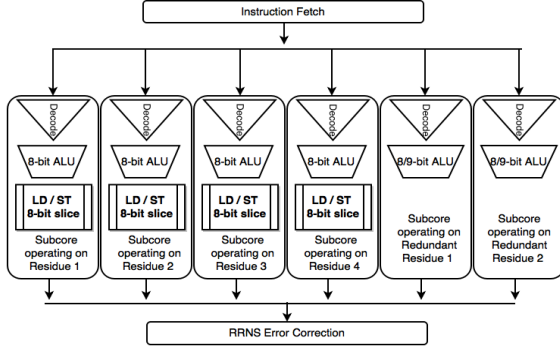 Instruction Fetch
Decode
Decode
Decode
Decode
Decode
Decode
8-bit ALU
8-bit ALU
8-bit ALU
8-bit ALU
8/9-bit ALU
8/9-bit ALU
LD / ST
8-bit slice
LD / ST
8-bit slice
LD / ST
8-bit slice
LD / ST
8-bit slice
Subcore
operating on
Residue 1
Subcore
operating on
Residue 2
Subcore
operating on
Residue 3
Subcore
operating on
Residue 4
Subcore
operating on
Redundant
Residue 1
Subcore
operating on
Redundant
Residue 2
RRNS Error Correction